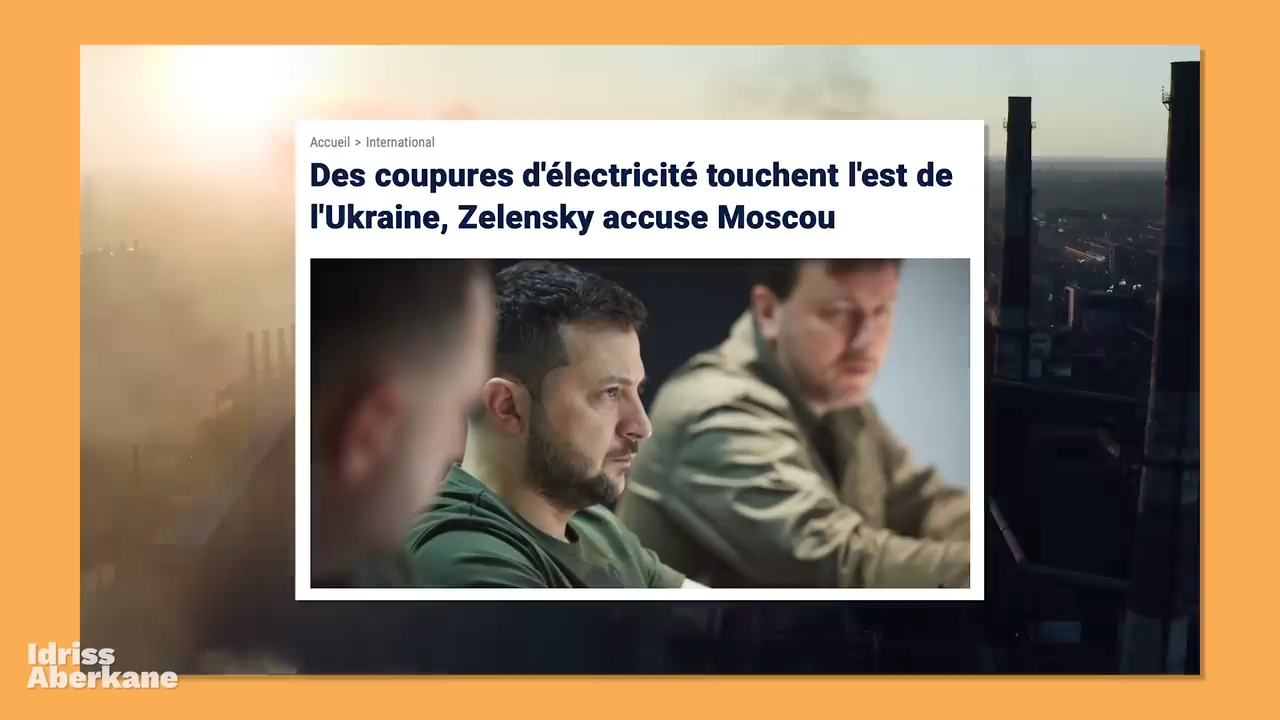 Accueil > International
Des coupures d'électricité touchent l'est de
l'Ukraine, Zelensky accuse Moscou
Idriss
Aberkane